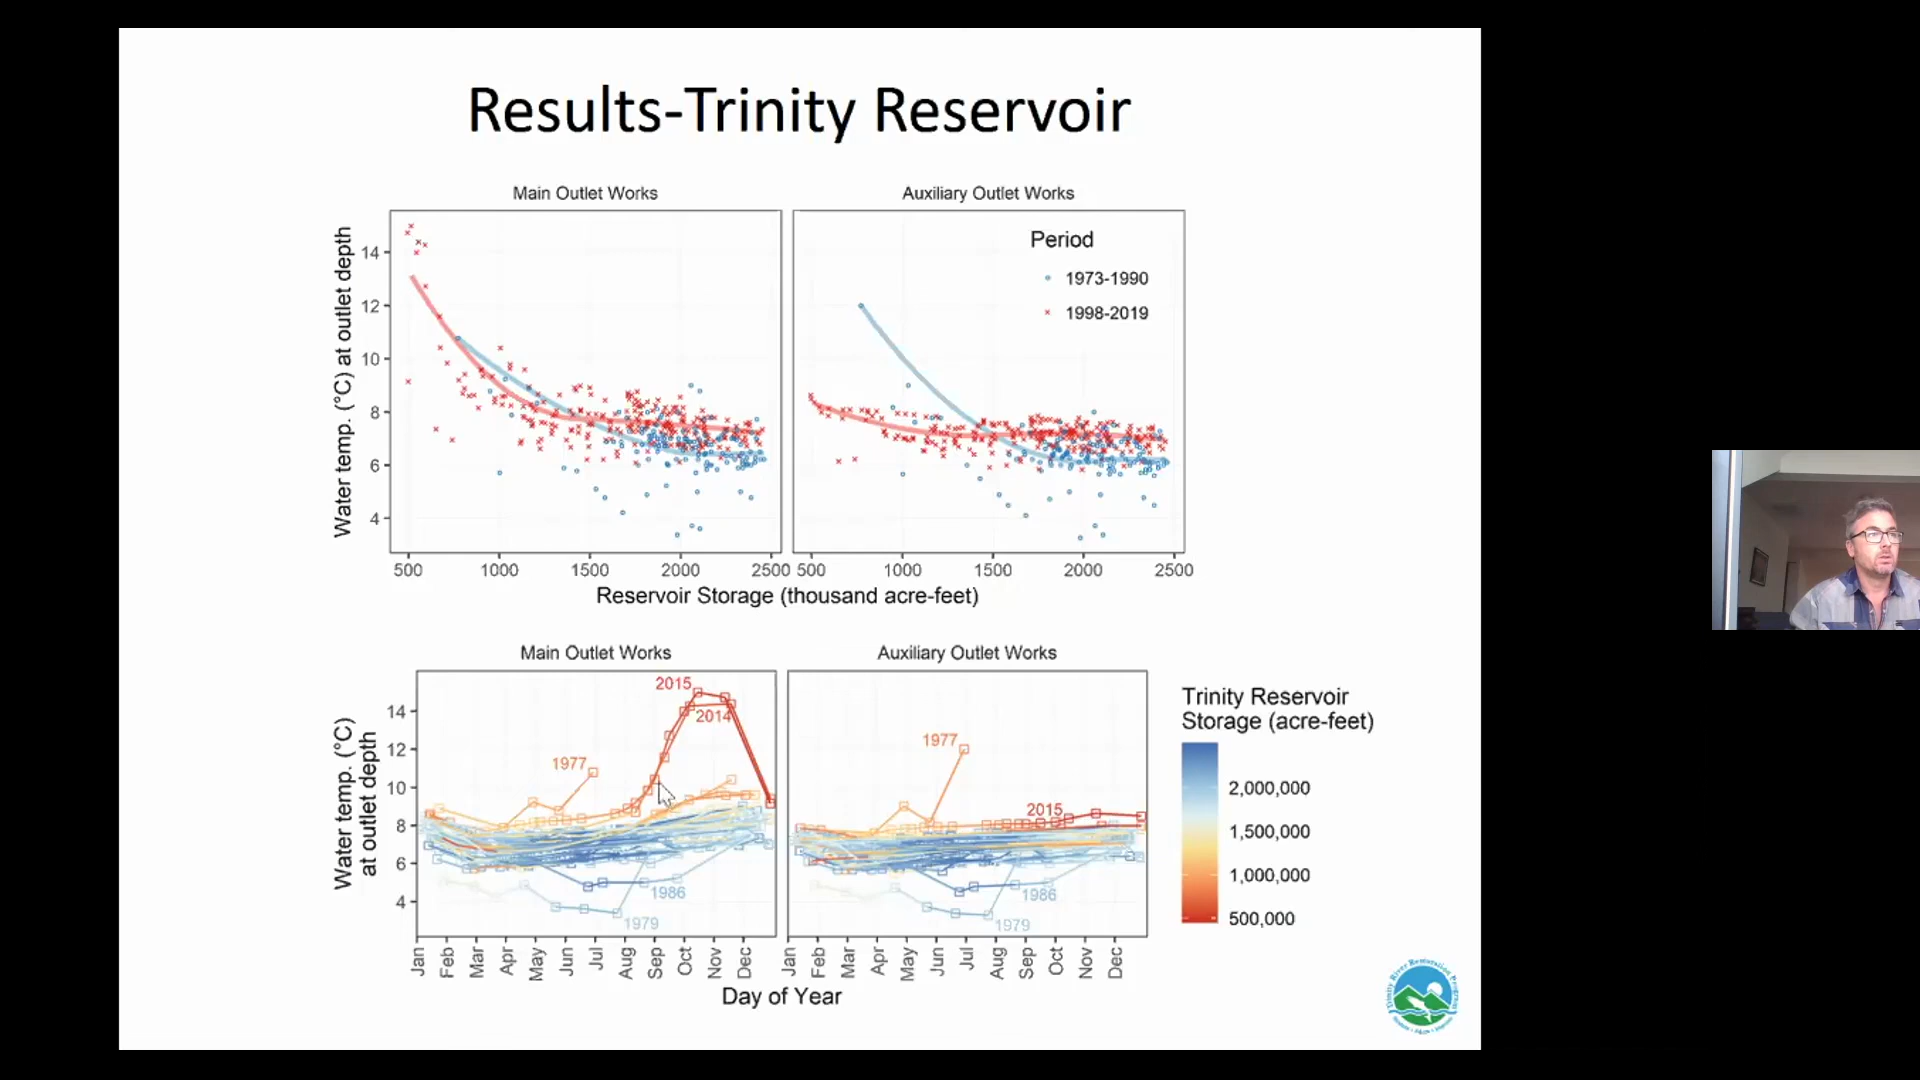 Results-Trinity Reservoir
Main Outlet Works
Auxiliary Outlet Works
Water temp. (°C) at outlet depth
14
12
10
8
6
4
Period
1973-1990
1998-2019
500 1000 1500 2000 2500
500 1000 1500 2000 2500
Reservoir Storage (thousand acre-feet)
Main Outlet Works
Auxiliary Outlet Works
Water temp. (°C)
at outlet depth
14
12
10
8
6
4
2015
2014
1977
1986
1979
1977
2015
1986
1979
Jan Feb Mar Apr May Jun Jul Aug Sep Oct Nov Dec
Jan Feb Mar Apr May Jun Jul Aug Sep Oct Nov Dec
Day of Year
Trinity Reservoir
Storage (acre-feet)
2,000,000
1,500,000
1,000,000
500,000
Trinity River Restoration Program